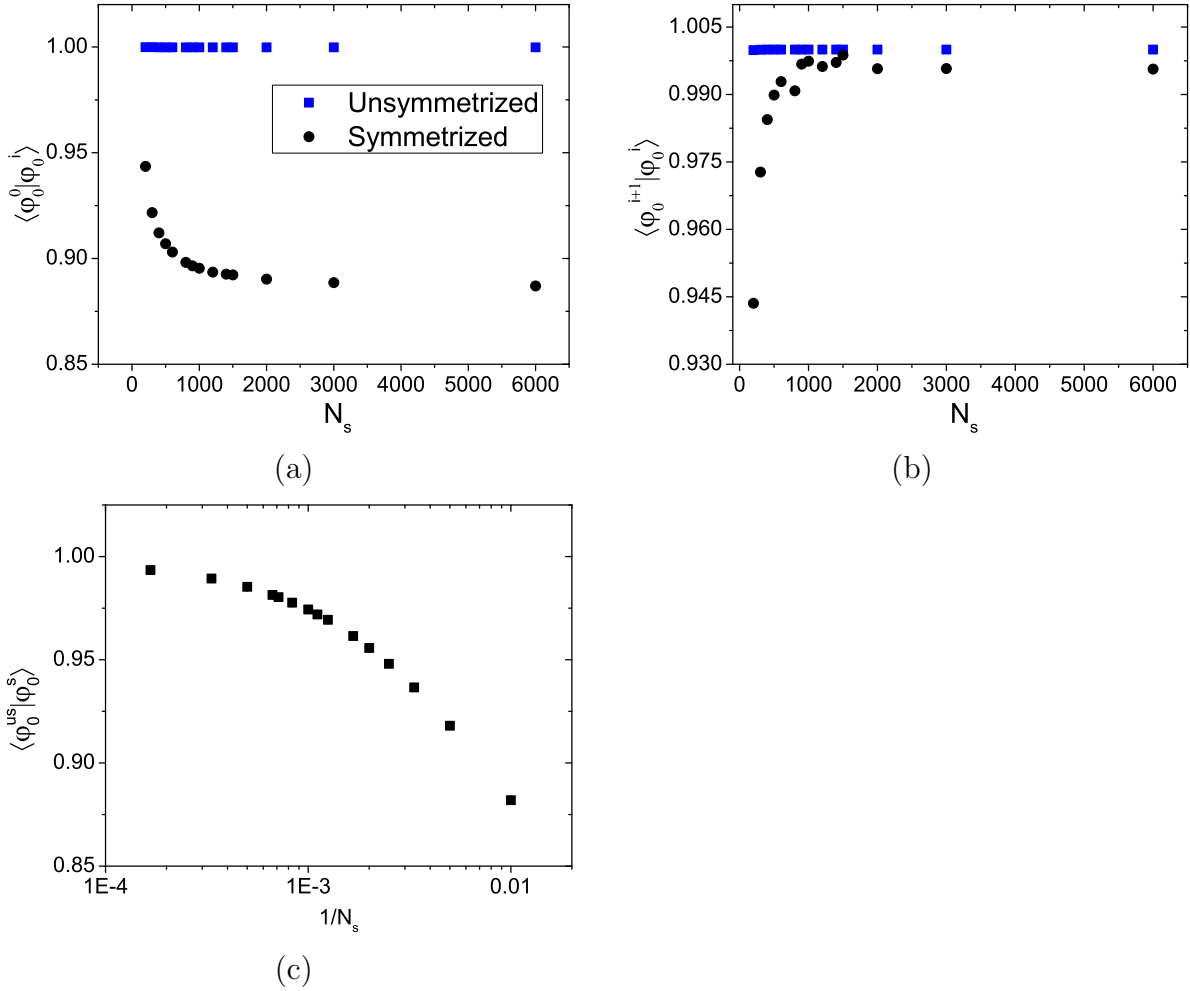 ⟨φ₀⁰|φ₀ⁱ⟩
1.00
0.95
0.90
0.85
Unsymmetrized
Symmetrized
0 1000 2000 3000 4000 5000 6000
Nₛ
(a)
⟨φ₀ⁱ⁺¹|φ₀ⁱ⟩
1.005
0.990
0.975
0.960
0.945
0.930
0 1000 2000 3000 4000 5000 6000
Nₛ
(b)
⟨φ₀ᵘˢ|φ₀ˢ⟩
1.00
0.95
0.90
0.85
1E-4 1E-3 0.01
1/Nₛ
(c)